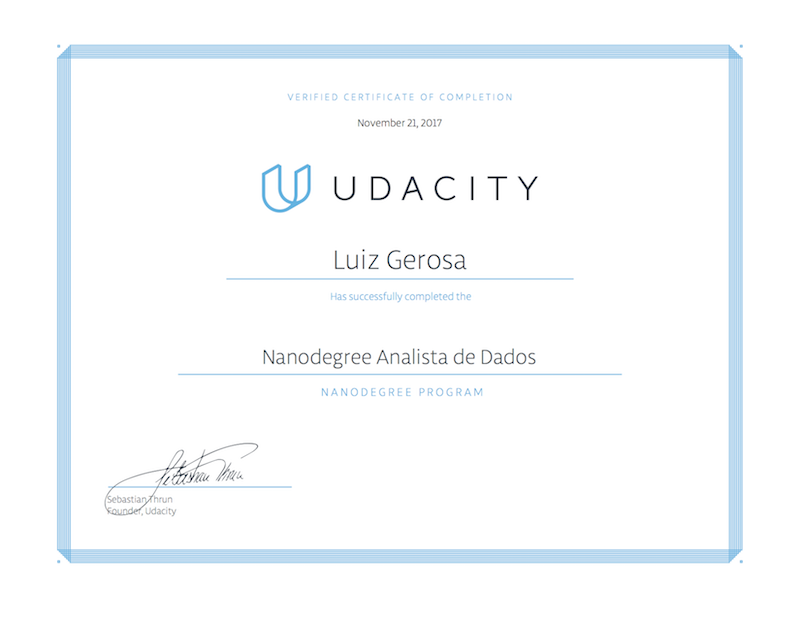 VERIFIED CERTIFICATE OF COMPLETION
November 21, 2017
UDACITY
Luiz Gerosa
Has successfully completed the
Nanodegree Analista de Dados
NANODEGREE PROGRAM
Sebastian Thrun
Sebastian Thrun
Founder, Udacity